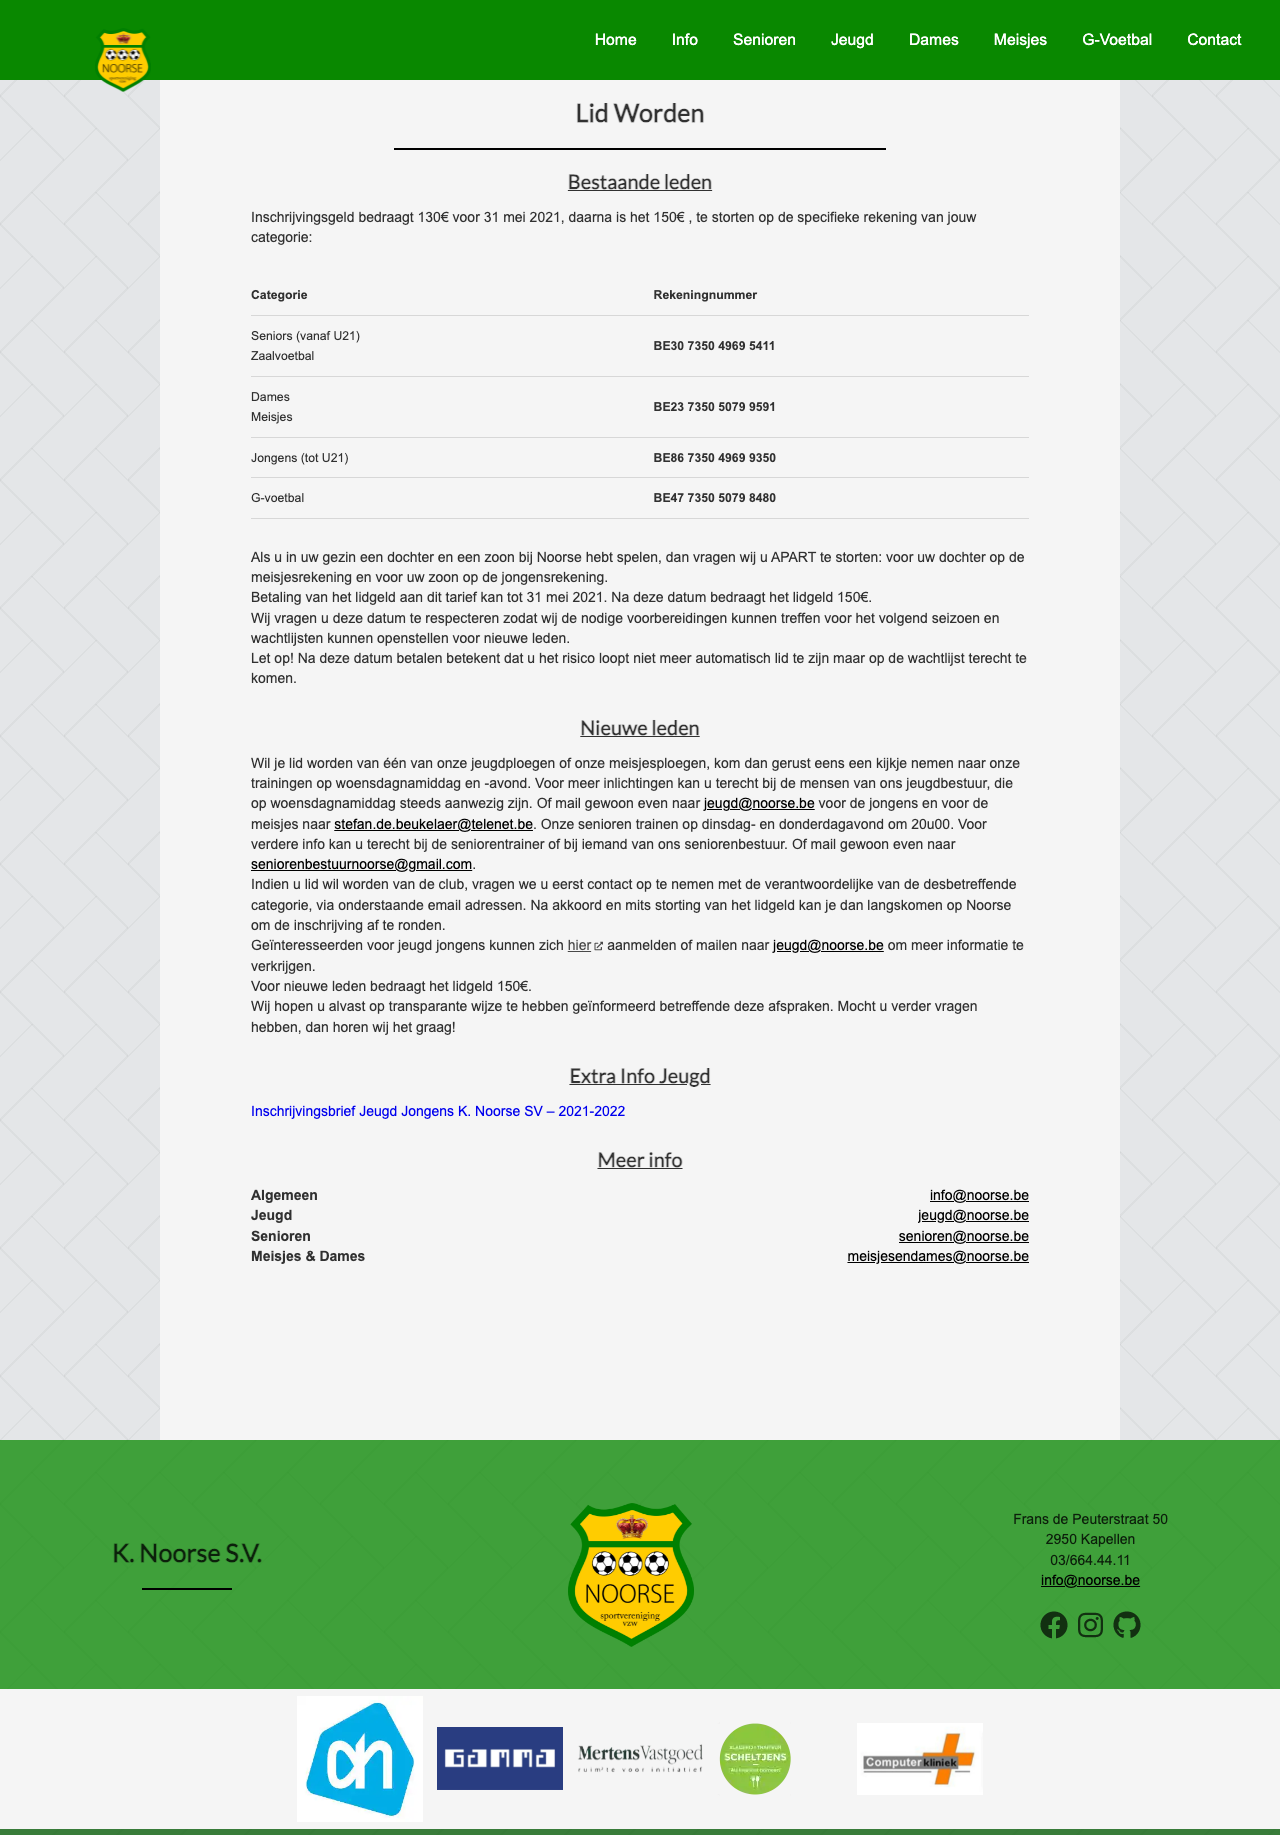 Home Info Senioren Jeugd Dames Meisjes G-Voetbal Contact
NOORSE
sportvereniging
vzw
Lid Worden
Bestaande leden
Inschrijvingsgeld bedraagt 130€ voor 31 mei 2021, daarna is het 150€ , te storten op de specifieke rekening van jouw
categorie:
Categorie Rekeningnummer
Seniors (vanaf U21)
Zaalvoetbal
BE30 7350 4969 5411
Dames
Meisjes
BE23 7350 5079 9591
Jongens (tot U21) BE86 7350 4969 9350
G-voetbal BE47 7350 5079 8480
Als u in uw gezin een dochter en een zoon bij Noorse hebt spelen, dan vragen wij u APART te storten: voor uw dochter op de
meisjesrekening en voor uw zoon op de jongensrekening.
Betaling van het lidgeld aan dit tarief kan tot 31 mei 2021. Na deze datum bedraagt het lidgeld 150€.
Wij vragen u deze datum te respecteren zodat wij de nodige voorbereidingen kunnen treffen voor het volgend seizoen en
wachtlijsten kunnen openstellen voor nieuwe leden.
Let op! Na deze datum betalen betekent dat u het risico loopt niet meer automatisch lid te zijn maar op de wachtlijst terecht te
komen.
Nieuwe leden
Wil je lid worden van één van onze jeugdploegen of onze meisjesploegen, kom dan gerust eens een kijkje nemen naar onze
trainingen op woensdagnamiddag en -avond. Voor meer inlichtingen kan u terecht bij de mensen van ons jeugdbestuur, die
op woensdagnamiddag steeds aanwezig zijn. Of mail gewoon even naar jeugd@noorse.be voor de jongens en voor de
meisjes naar stefan.de.beukelaer@telenet.be. Onze senioren trainen op dinsdag- en donderdagavond om 20u00. Voor
verdere info kan u terecht bij de seniorentrainer of bij iemand van ons seniorenbestuur. Of mail gewoon even naar
seniorenbestuurnoorse@gmail.com.
Indien u lid wil worden van de club, vragen we u eerst contact op te nemen met de verantwoordelijke van de desbetreffende
categorie, via onderstaande email adressen. Na akkoord en mits storting van het lidgeld kan je dan langskomen op Noorse
om de inschrijving af te ronden.
Geïnteresseerden voor jeugd jongens kunnen zich hier aanmelden of mailen naar jeugd@noorse.be om meer informatie te
verkrijgen.
Voor nieuwe leden bedraagt het lidgeld 150€.
Wij hopen u alvast op transparante wijze te hebben geïnformeerd betreffende deze afspraken. Mocht u verder vragen
hebben, dan horen wij het graag!
Extra Info Jeugd
Inschrijvingsbrief Jeugd Jongens K. Noorse SV – 2021-2022
Meer info
Algemeen info@noorse.be
Jeugd jeugd@noorse.be
Senioren senioren@noorse.be
Meisjes & Dames meisjesendames@noorse.be
K. Noorse S.V.
NOORSE
sportvereniging
vzw
Frans de Peuterstraat 50
2950 Kapellen
03/664.44.11
info@noorse.be
ah
GAMMA
MertensVastgoed
ruimte voor initiatief
SLAGERIJ & TRAITEUR
SCHELTJENS
Computerkliniek